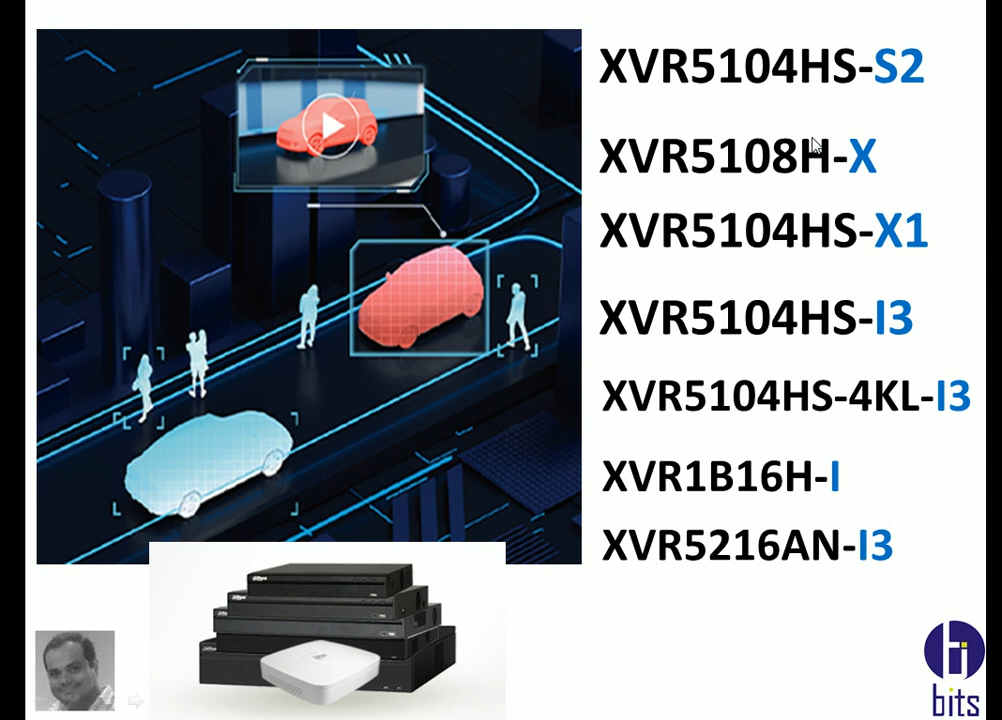 XVR5104HS-S2
XVR5108H-X
XVR5104HS-X1
XVR5104HS-I3
XVR5104HS-4KL-I3
XVR1B16H-I
XVR5216AN-I3
bits